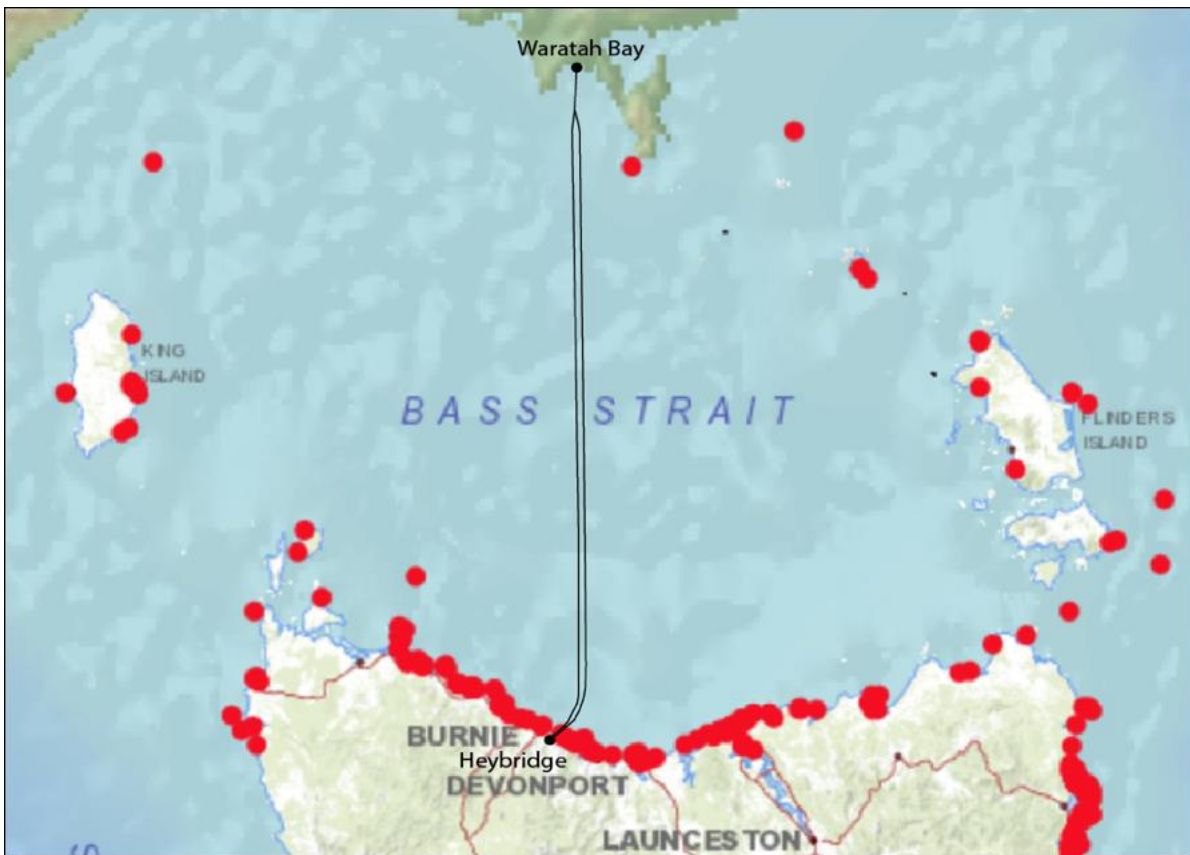 Waratah Bay
KING
ISLAND
BASS STRAIT
FLINDERS
ISLAND
BURNIE
Heybridge
DEVONPORT
LAUNCESTON